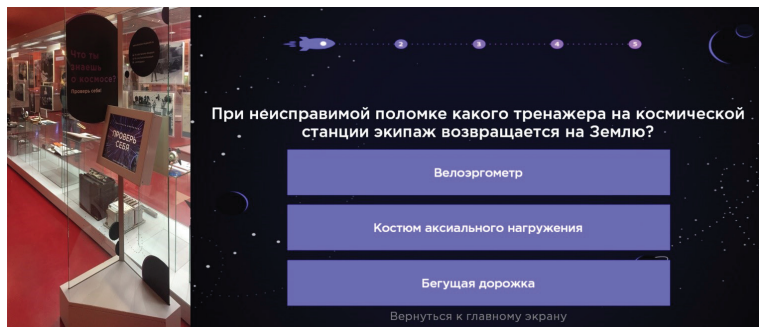 Что ты
знаешь
о космосе?
Проверь себя!
ПРОВЕРЬ
СЕБЯ
2
3
4
5
При неисправимой поломке какого тренажера на космической
станции экипаж возвращается на Землю?
Велоэргометр
Костюм аксиального нагружения
Бегущая дорожка
Вернуться к главному экрану